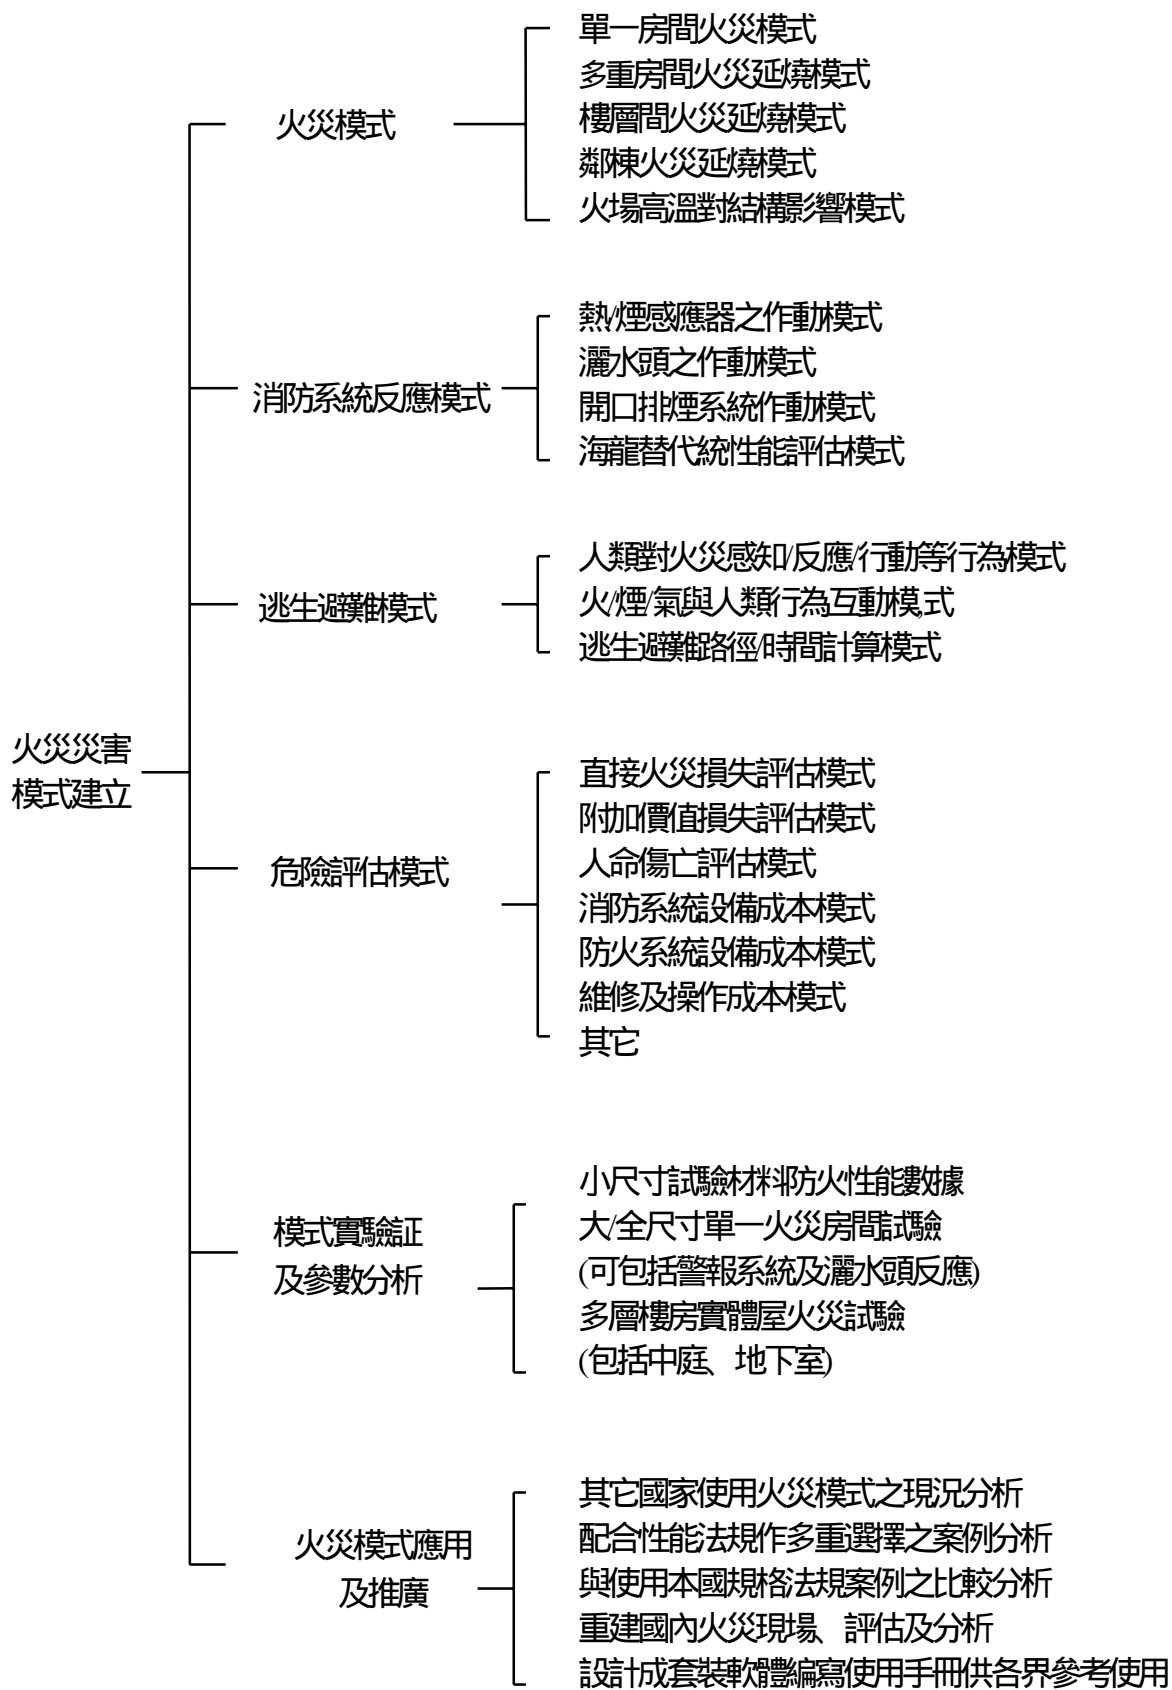 火災災害
模式建立
火災模式
單一房間火災模式
多重房間火災延燒模式
樓層間火災延燒模式
鄰棟火災延燒模式
火場高溫對結構影響模式
消防系統反應模式
熱/煙感應器之作動模式
灑水頭之作動模式
開口排煙系統作動模式
海龍替代統性能評估模式
逃生避難模式
人類對火災感知/反應/行動等行為模式
火/煙/氣與人類行為互動模,式
逃生避難路徑/時間計算模式
危險評估模式
直接火災損失評估模式
附加價值損失評估模式
人命傷亡評估模式
消防系統設備成本模式
防火系統設備成本模式
維修及操作成本模式
其它
模式實驗証
及參數分析
小尺寸試驗材料防火性能數據
大/全尺寸單一火災房間試驗
(可包括警報系統及灑水頭反應)
多層樓房實體屋火災試驗
(包括中庭、地下室)
火災模式應用
及推廣
其它國家使用火災模式之現況分析
配合性能法規作多重選擇之案例分析
與使用本國規格法規案例之比較分析
重建國內火災現場、評估及分析
設計成套裝軟體編寫使用手冊供各界參考使用